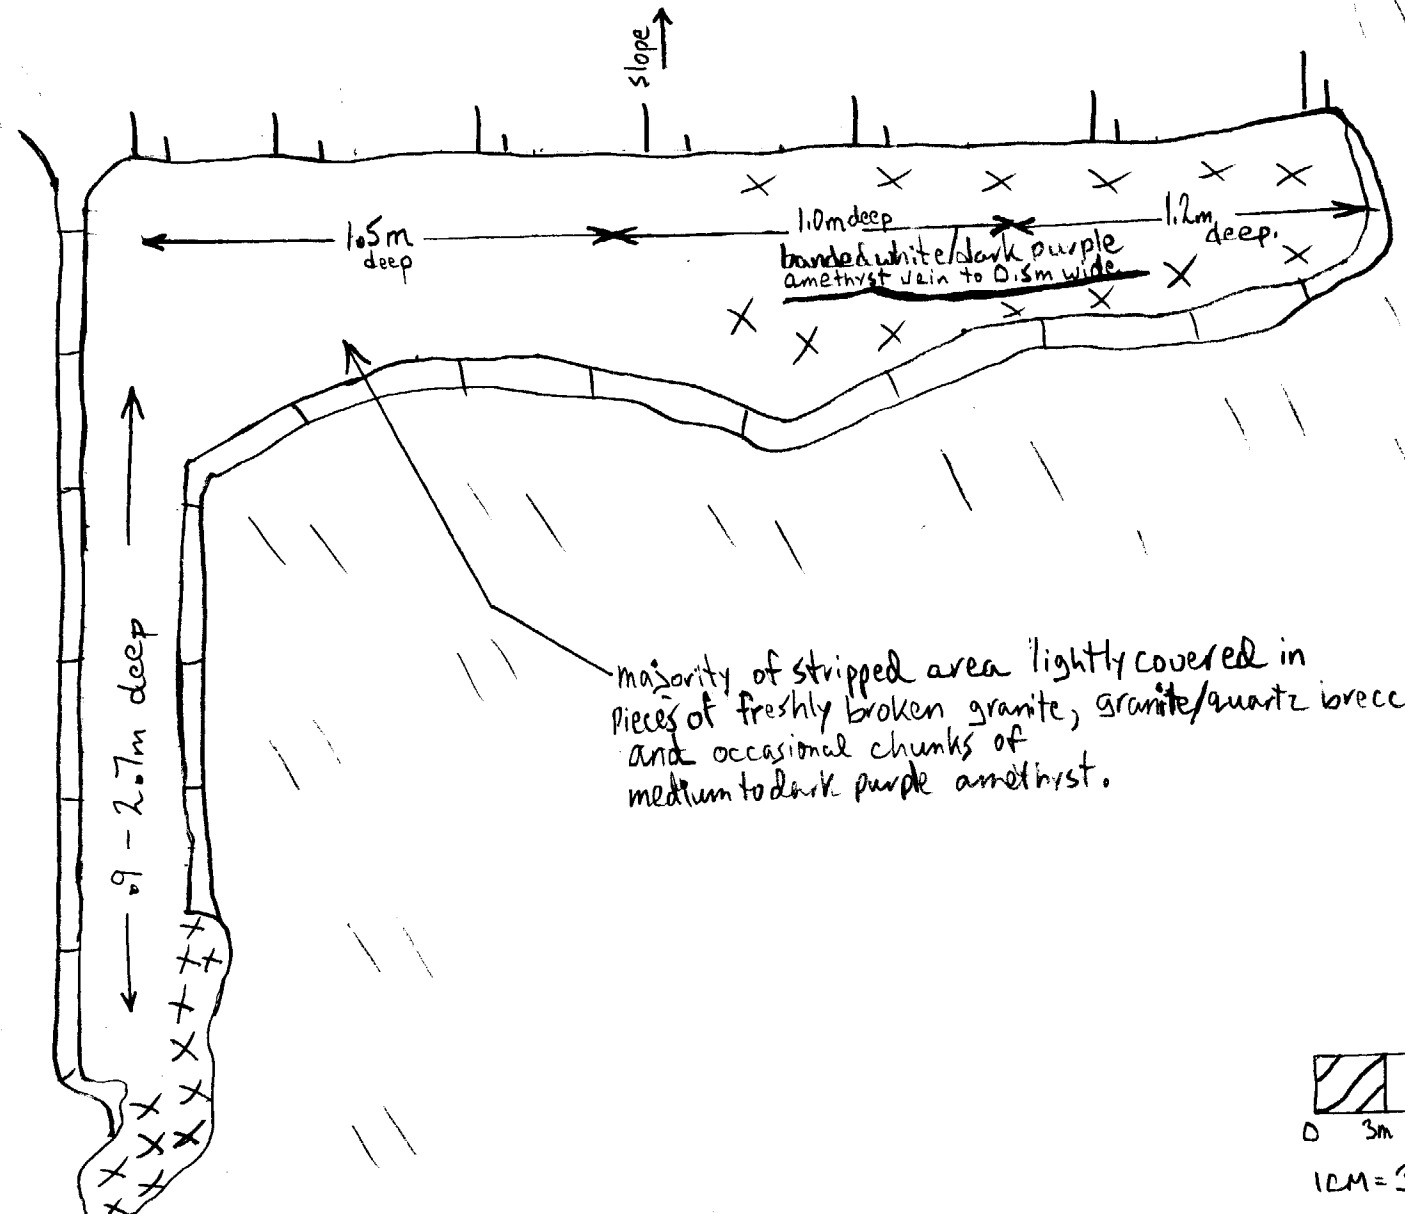 slope
1.5m
deep
1.0m deep
1.2m
deep.
banded white/dark purple
amethyst vein to 0.5m wide
.9 - 2.7m deep
majority of stripped area lightly covered in
pieces of freshly broken granite, granite/quartz brecc
and occasional chunks of
medium to dark purple amethyst.
0 3m
1CM = 3